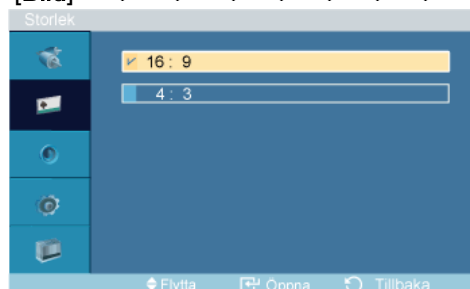 [Bild]
Storlek
16 : 9
4 : 3
Flytta Öppna Tillbaka